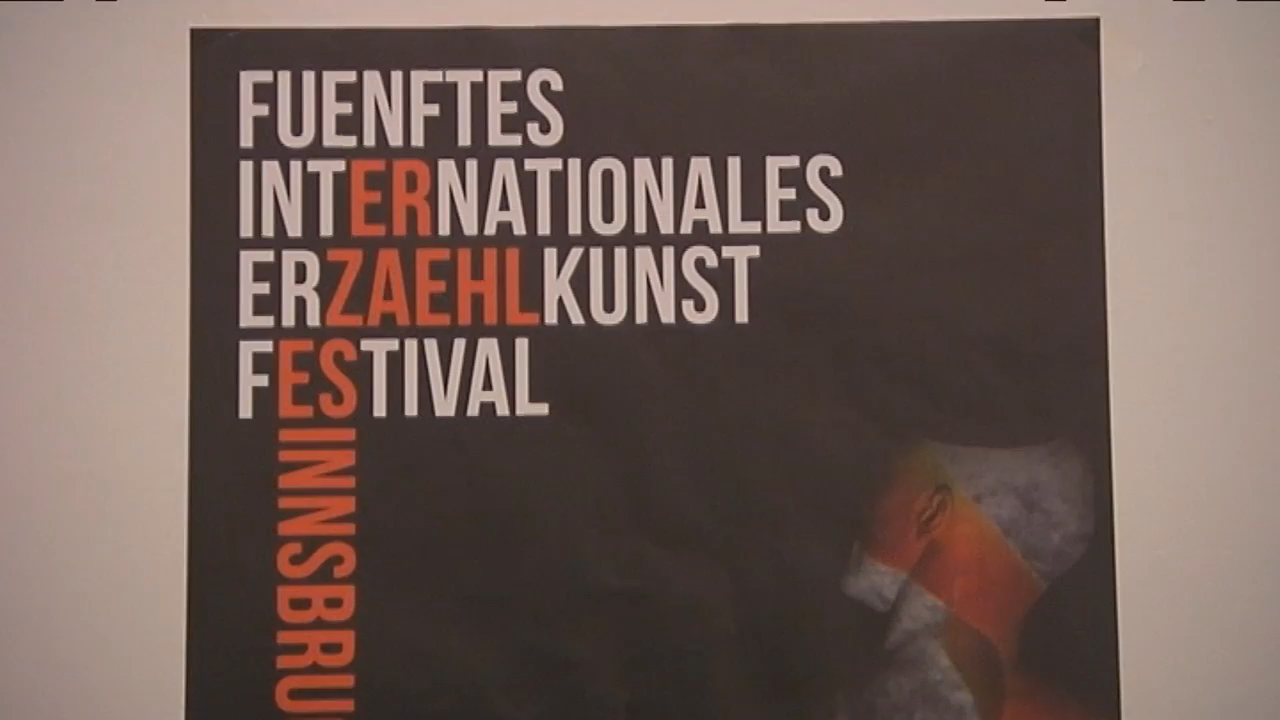 FUENFTES
INTERNATIONALES
ERZAEHLKUNST
FESTIVAL
INNSBRU